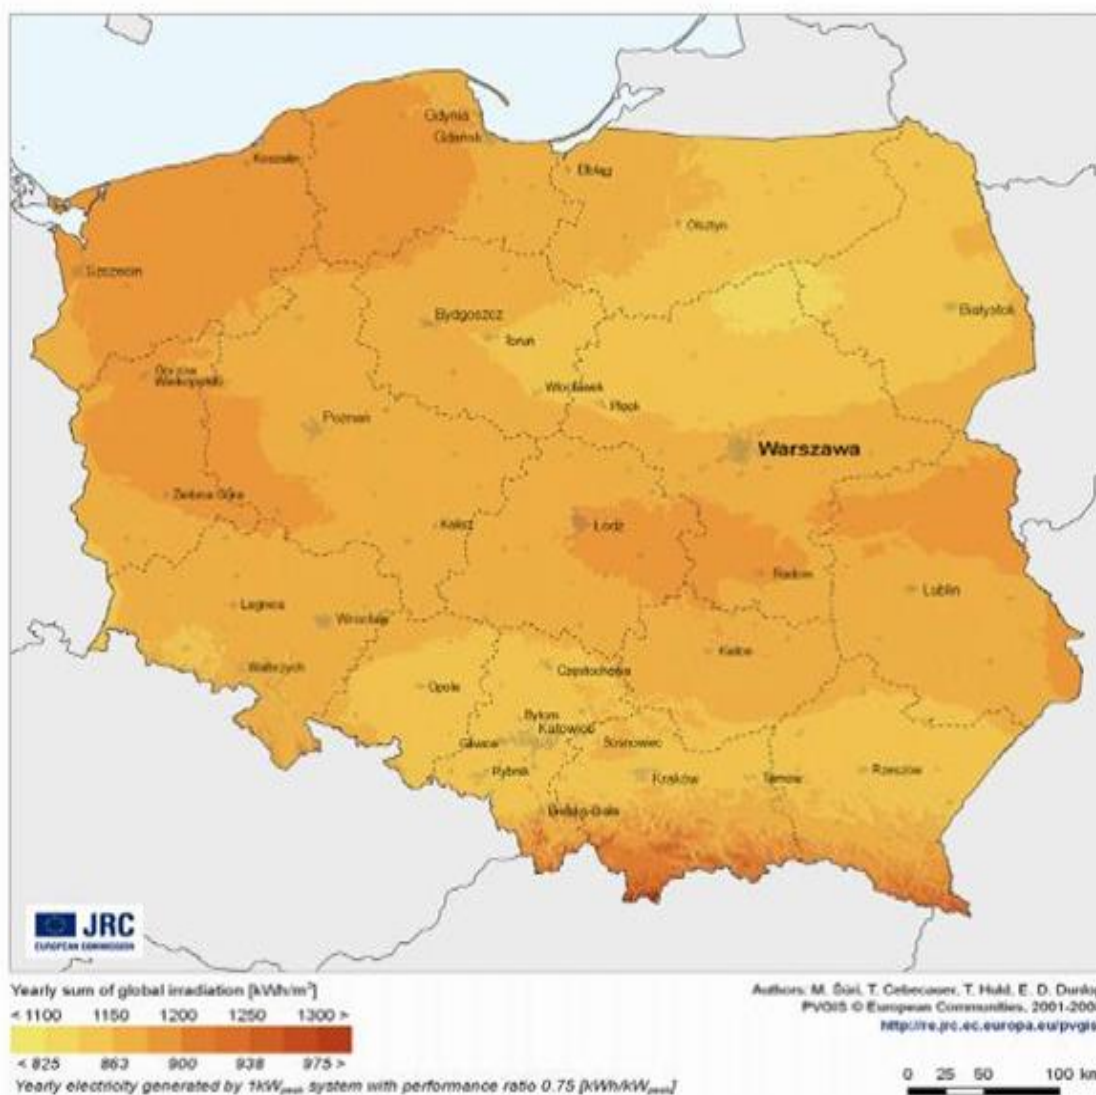 Gdynia
Gdańsk
Koszalin
Elbląg
Olsztyn
Szczecin
Białystok
Bydgoszcz
Toruń
Gorzów
Wielkopolski
Włocławek
Płock
Poznań
Warszawa
Zielona Góra
Kalisz
Łódź
Radom
Lublin
Legnica
Wrocław
Kielce
Wałbrzych
Częstochowa
Opole
Bytom
Katowice
Gliwice
Sosnowiec
Rybnik
Kraków
Tarnów
Rzeszów
Bielsko-Biała
JRC
EUROPEAN COMMISSION
Yearly sum of global irradiation [kWh/m²]
< 1100 1150 1200 1250 1300 >
< 825 863 900 938 975 >
Yearly electricity generated by 1kWpeak system with performance ratio 0.75 [kWh/kWpeak]
Authors: M. Šúri, T. Cebecauer, T. Huld, E. D. Dunlop
PVGIS © European Communities, 2001-200
http://re.jrc.ec.europa.eu/pvgis
0 25 50 100 km